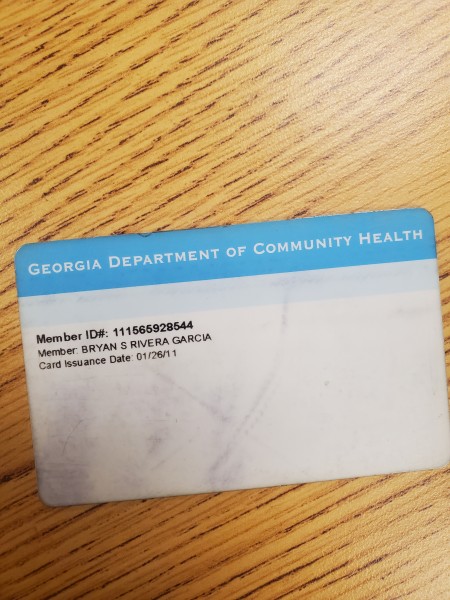 GEORGIA DEPARTMENT OF COMMUNITY HEALTH
Member ID#: 111565928544
Member: BRYAN S RIVERA GARCIA
Card Issuance Date: 01/26/11